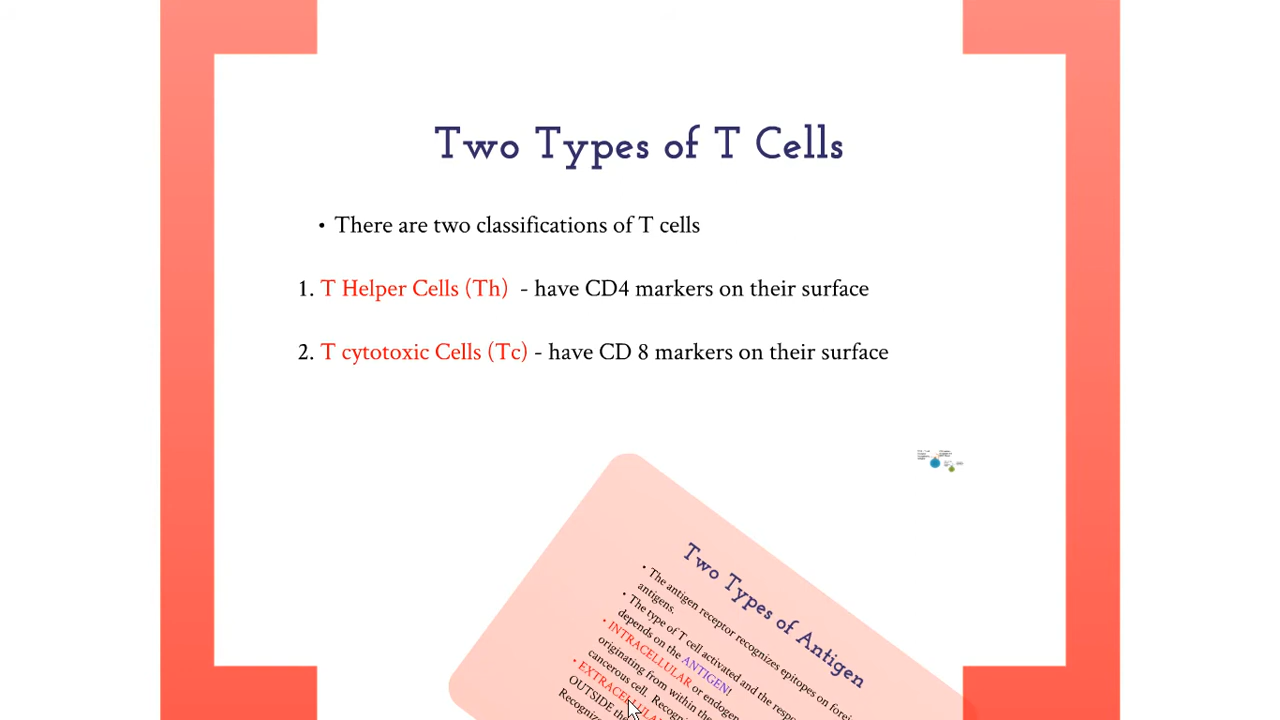 Two Types of T Cells
• There are two classifications of T cells
1. T Helper Cells (Th) - have CD4 markers on their surface
2. T cytotoxic Cells (Tc) - have CD 8 markers on their surface
Two Types of Antigen
• The antigen receptor recognizes epitopes on
antigens.
• The type of T cell activated and the
depends on the ANTIGEN!
• INTRACELLULAR or endogen
originating from within the
cancerous cell. Recogn
• EXTRACELLULAR
OUTSIDE the
Recognize